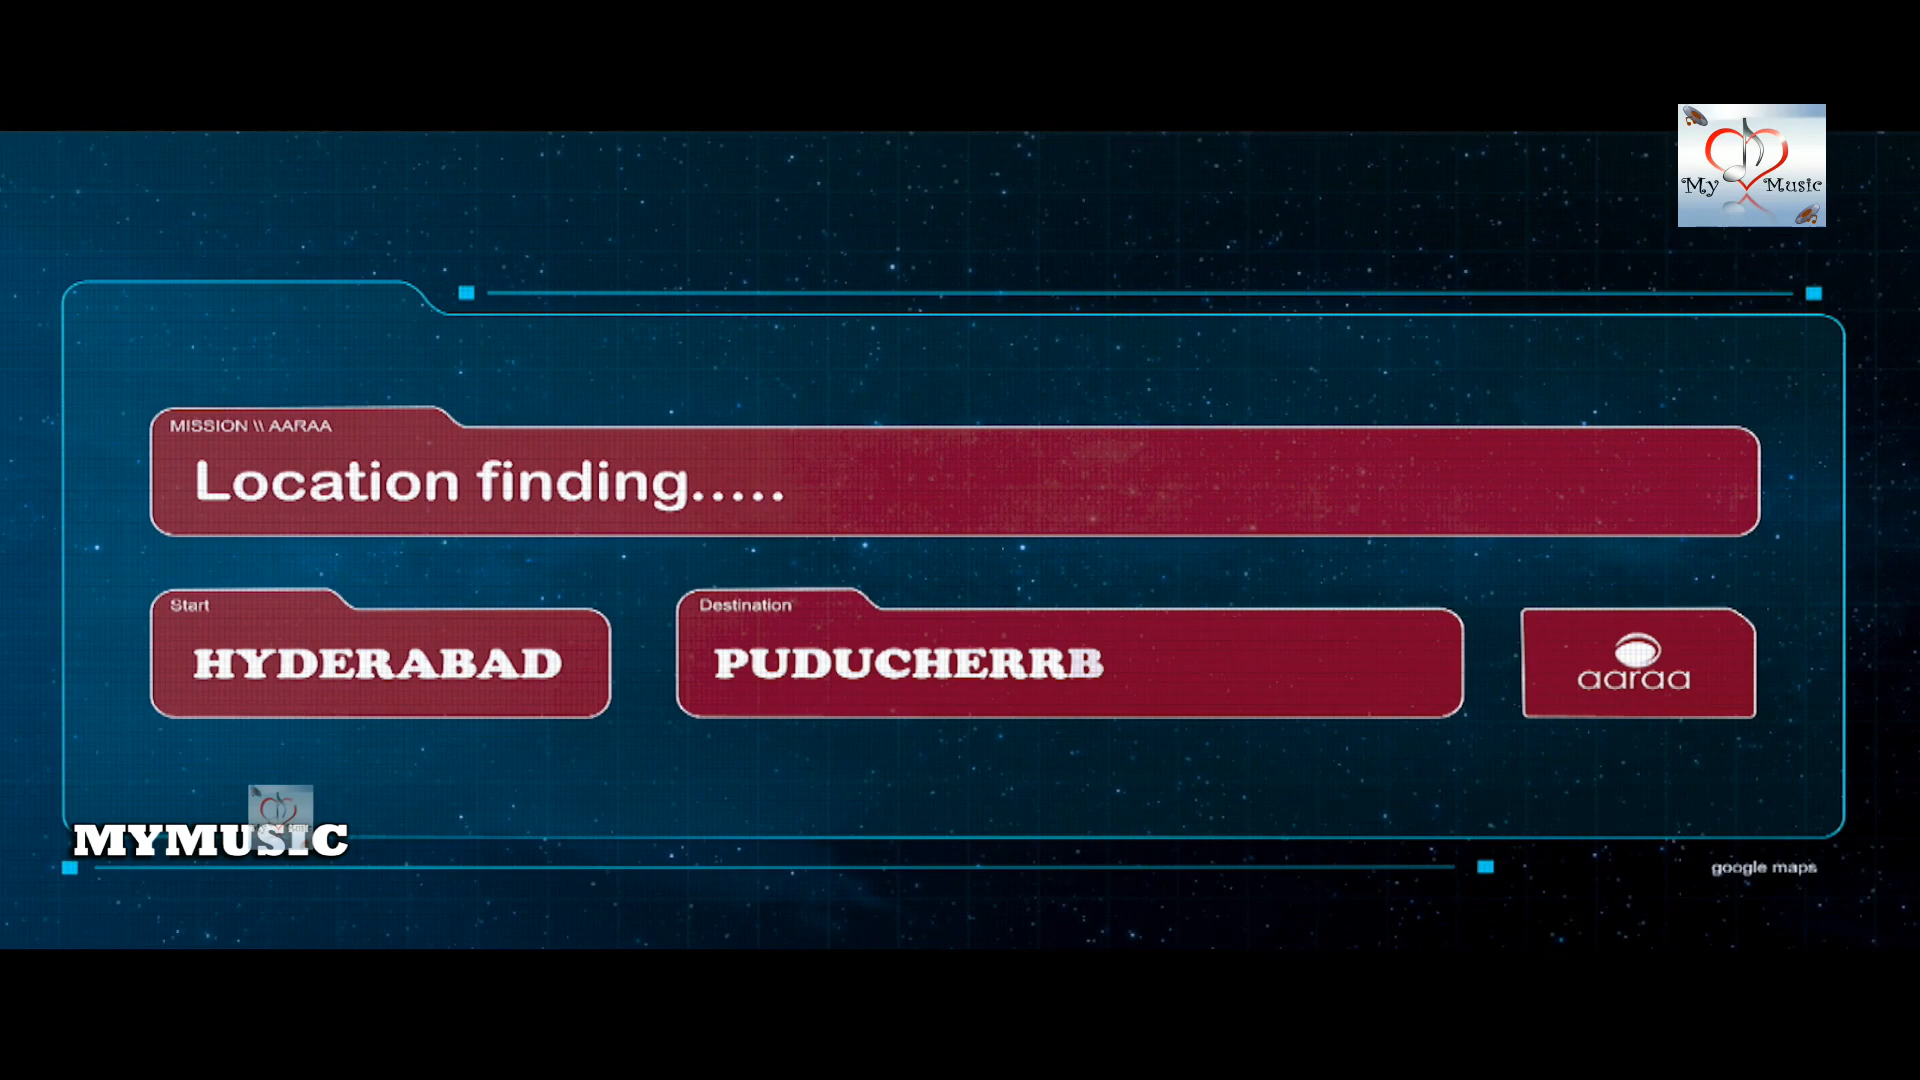 My Music
MISSION \\ AARAA
Location finding.....
Start
HYDERABAD
Destination
PUDUCHERRB
aaraa
MYMUSIC
google maps